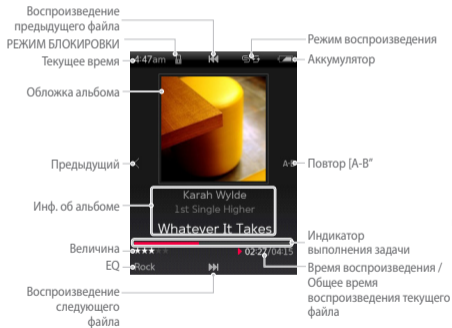 Воспроизведение
предыдущего файла
РЕЖИМ БЛОКИРОВКИ
Режим воспроизведения
Текущее время
4:47am
Аккумулятор
Обложка альбома
Предыдущий
A-B
Повтор [A-B"
Karah Wylde
1st Single Higher
Инф. об альбоме
Whatever It Takes
Индикатор
выполнения задачи
Величина
02:22/04:15
EQ
Rock
Время воспроизведения /
Общее время
воспроизведения текущего
файла
Воспроизведение
следующего
файла